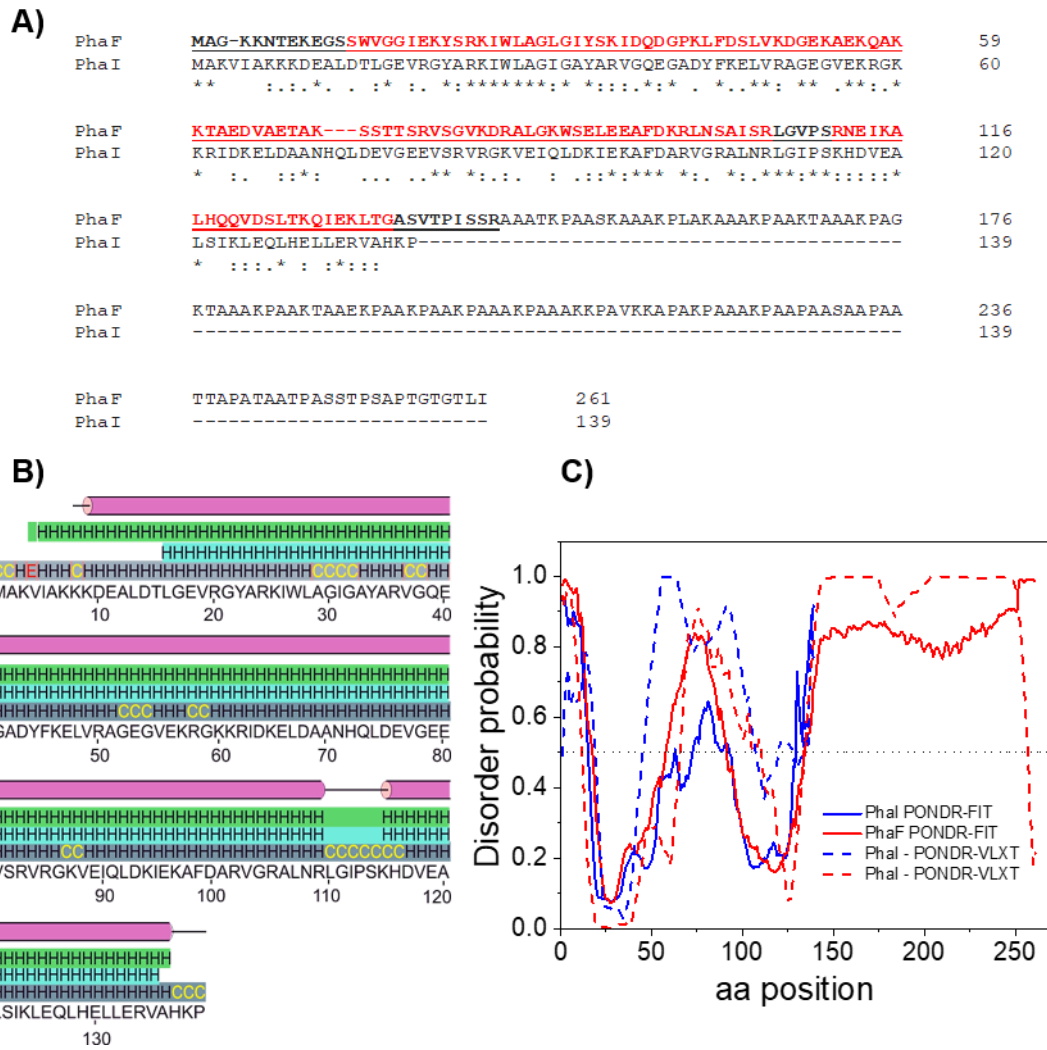 A)
PhaF MAG-KKNTEKEGSSWVGGIEKYSRKIWLAGLGIYSKIDQDGPKLFDSLVKDGEKAEKQAK 59
PhaI MAKVIAKKKDEALDTLGEVRGYARKIWLAGIGAYARVGQEGADYFKELVRAGEGVEKRGK 60
PhaF KTAEDVAETAK---SSTTSRVSGVKDRALGKWSELEEAFDKRLNSAISRLGVPSRNEIKA 116
PhaI KRIDKELDAANHQLDEVGEEVSRVRGKVEIQLDKIEKAFDARVGRALNRLGIPSKHDVEA 120
PhaF LHQQVDSLTKQIEKLTGASVTPISSRAAATKPAASKAAAKPLAKAAAKPAAKTAAAKPAG 176
PhaI LSIKLEQLHELLERVAHKP---------------------------------------- 139
PhaF KTAAAKPAAKTAAEKPAAKPAAKPAAAKPAAAKKPAVKKAPAKPAAKPAAPAASAAPAA 236
PhaI ------------------------------------------------------------ 139
PhaF TTAPATAATPASSTPSAPTGTGTLI 261
PhaI ------------------------- 139
B)
MAKVIAKKKDEALDTLGEVRGYARKIWLAGIGAYARVGQE
10 20 30 40
GADYFKELVRAGEGVEKRGKKRIDKELDAANHQLDEVGEE
50 60 70 80
VSRVRGKVEIQLDKIEKAFDARVGRALNRLGIPSKHDVEA
90 100 110 120
LSIKLEQLHELLERVAHKP
130
C)
Disorder probability
1.0
0.8
0.6
0.4
0.2
0.0
PhaI PONDR-FIT
PhaF PONDR-FIT
PhaI - PONDR-VLXT
PhaI - PONDR-VLXT
0 50 100 150 200 250
aa position